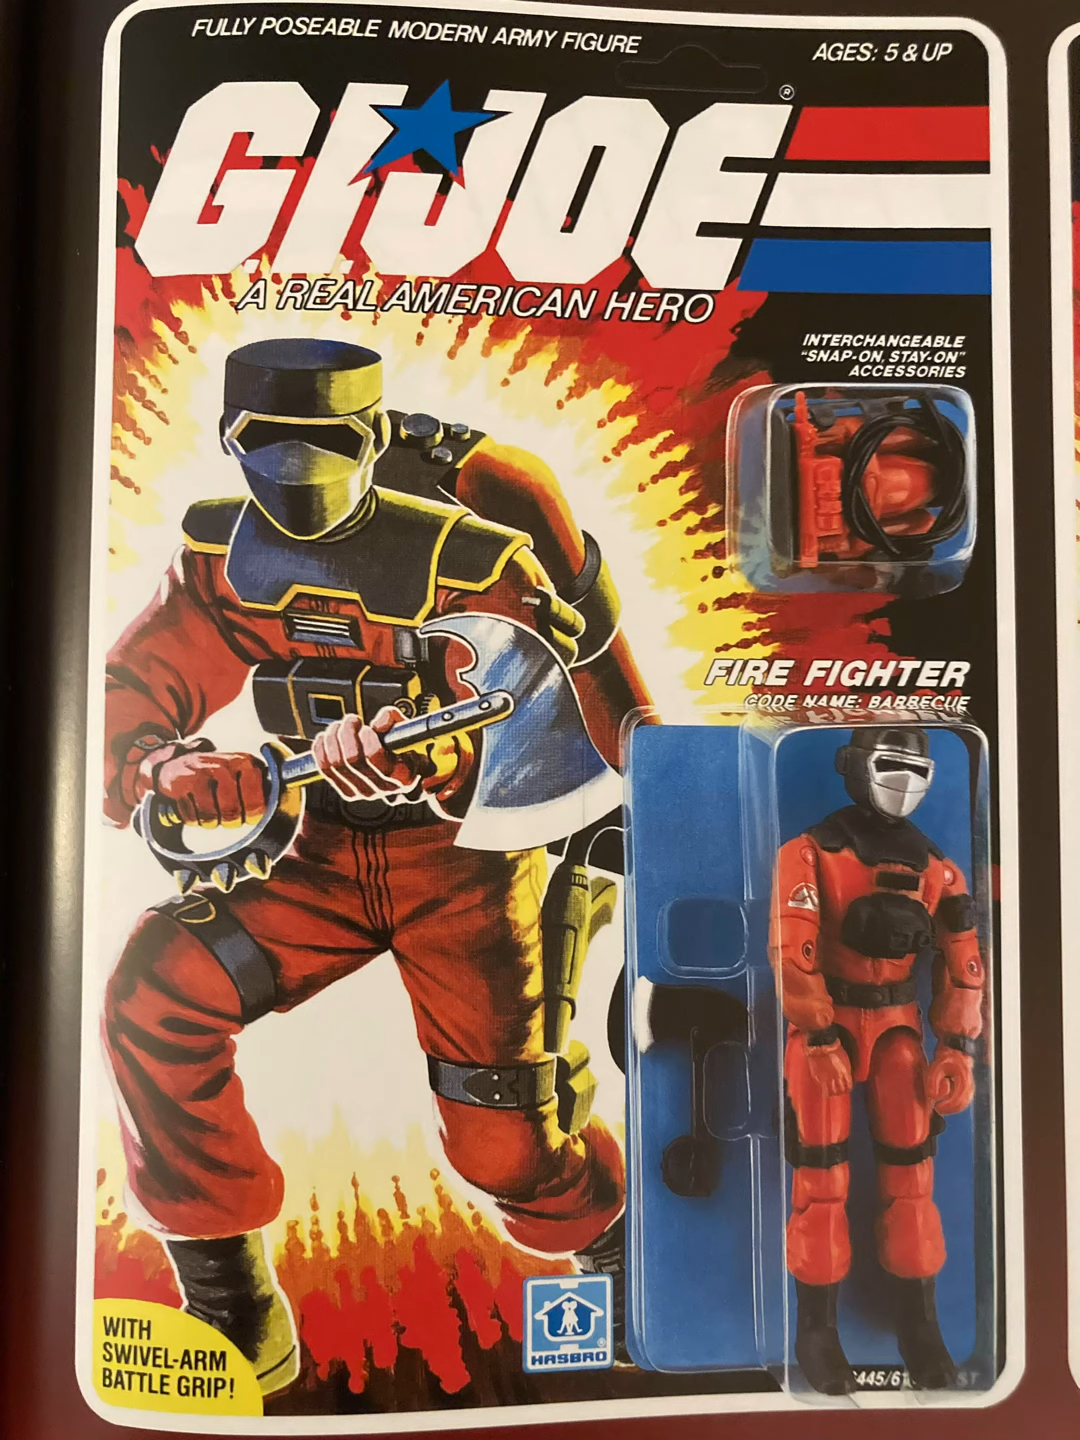 FULLY POSEABLE MODERN ARMY FIGURE
AGES: 5 & UP
G.I. JOE ®
A REAL AMERICAN HERO
INTERCHANGEABLE
"SNAP-ON, STAY-ON"
ACCESSORIES
FIRE FIGHTER
CODE NAME: BARBECUE
WITH
SWIVEL-ARM
BATTLE GRIP!
HASBRO ®